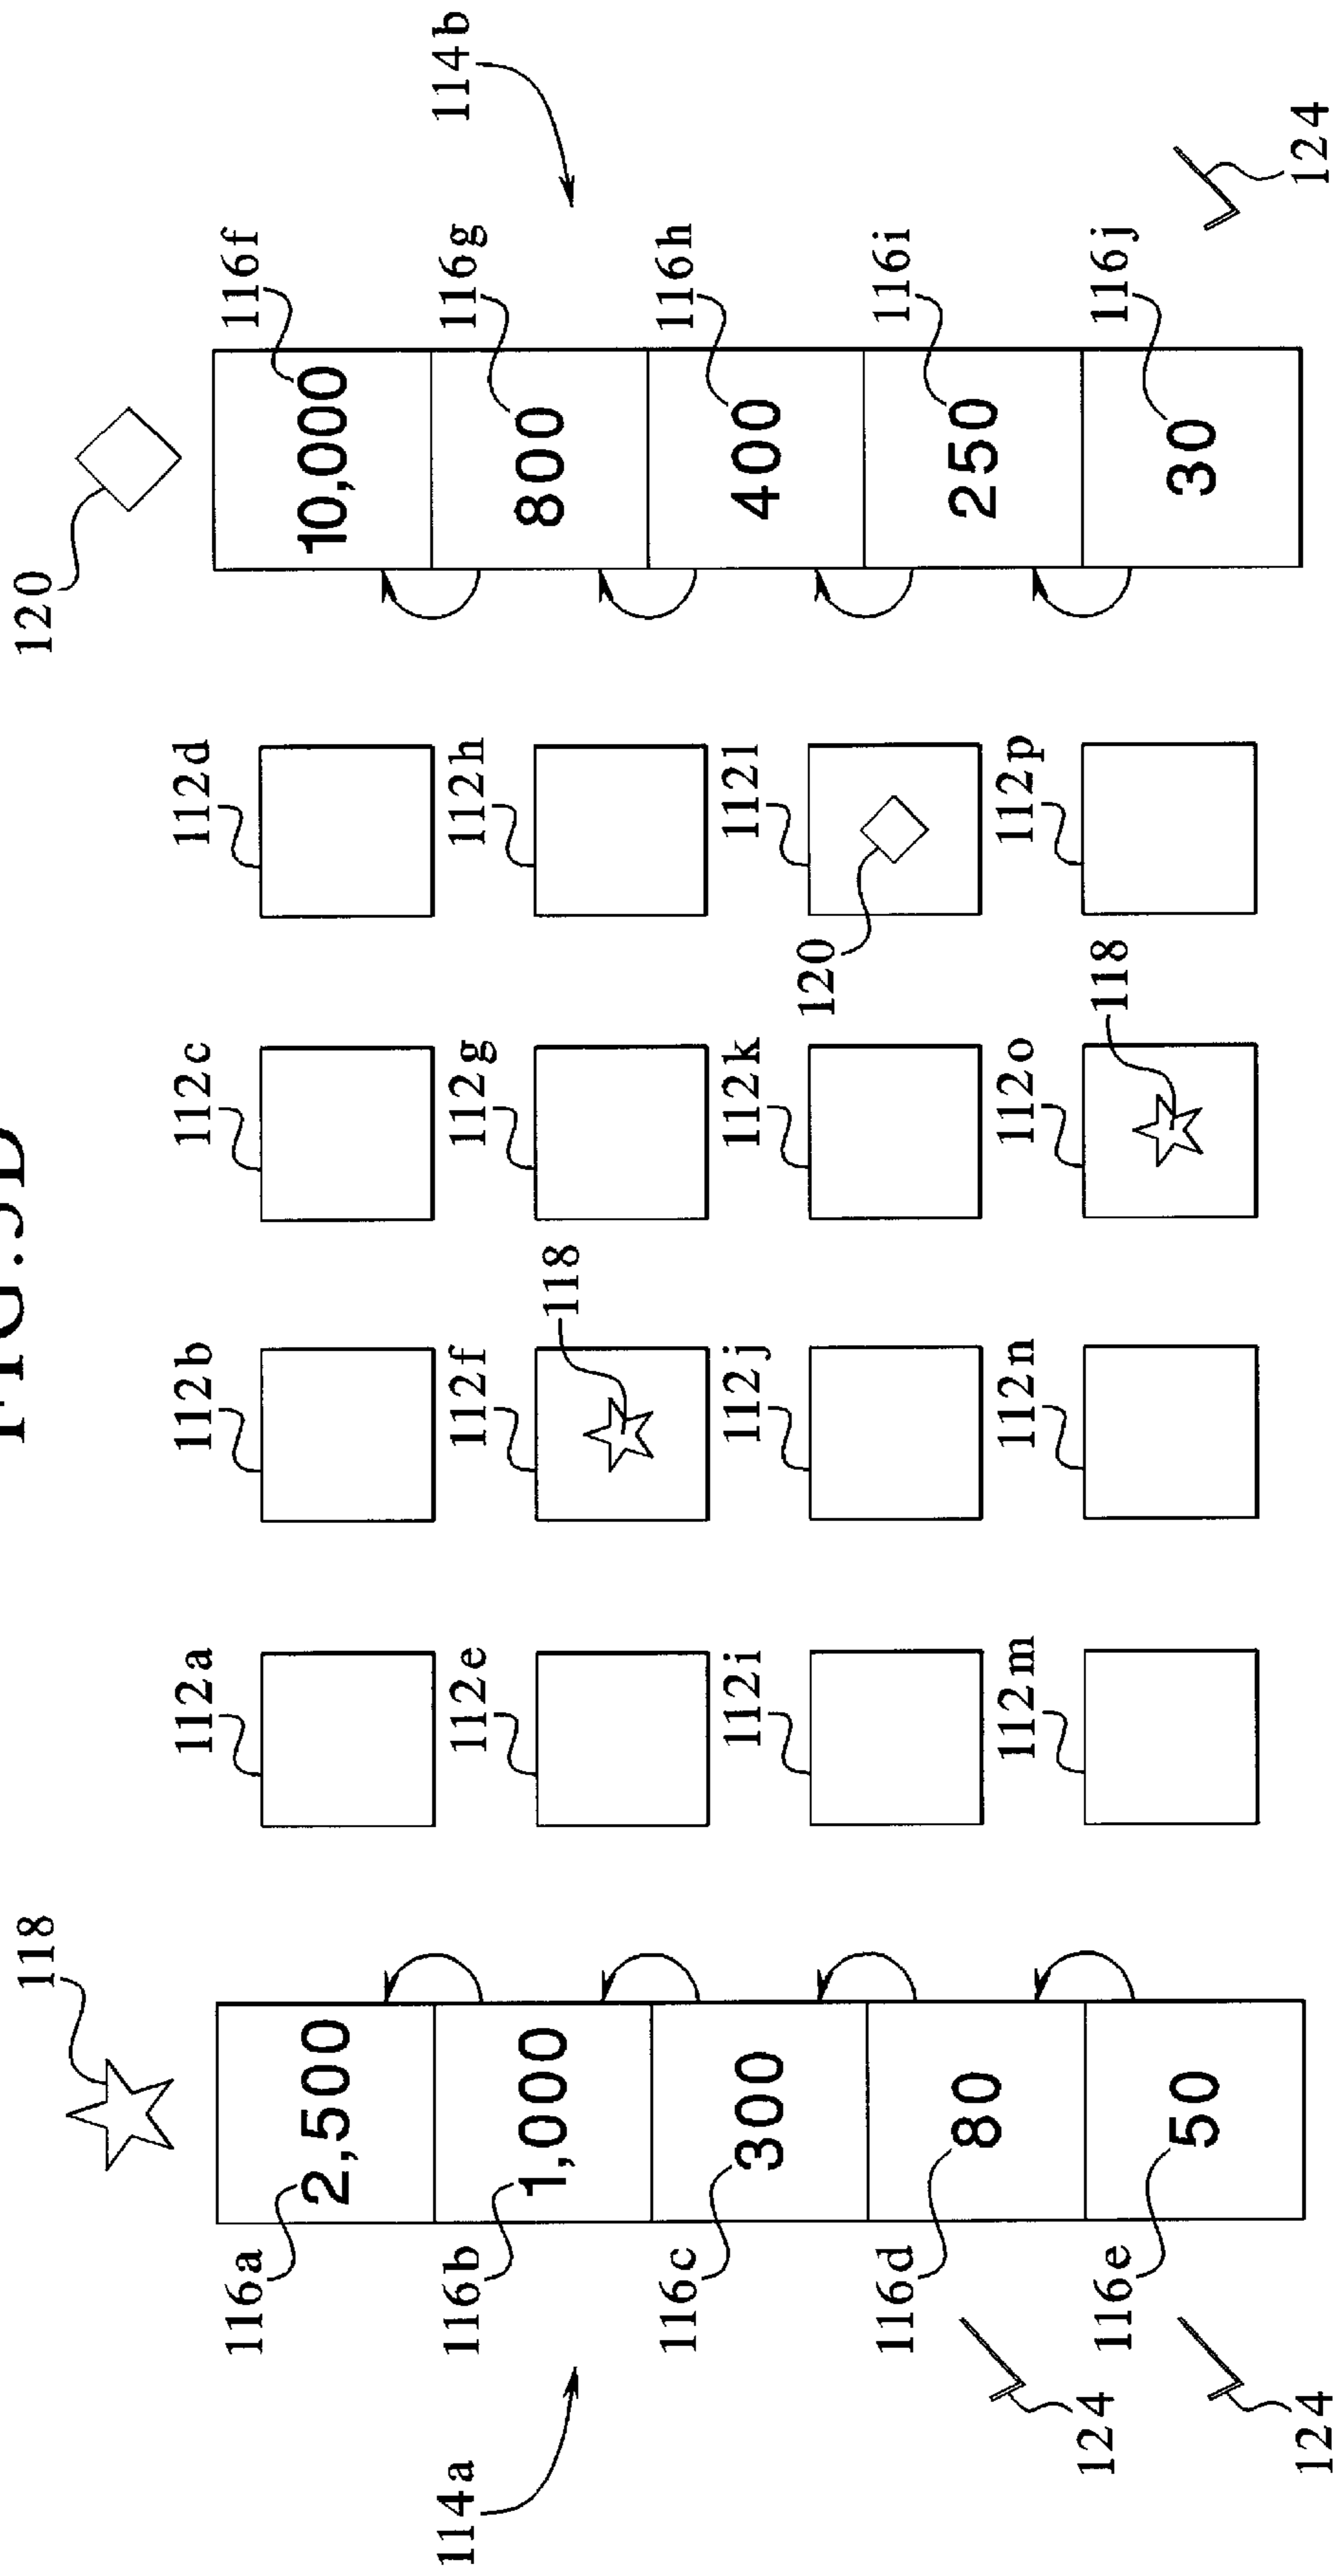 118 120
112a 112b 112c 112d
116a 2,500 10,000 116f
114a 114b
112e 112f 112g 112h
116b 1,000 800 116g
118
116c 300 400 116h
112i 112j 112k 112l
120
116d 80 250 116i
112m 112n 112o 112p
124
118
116e 50 30 116j
124 124